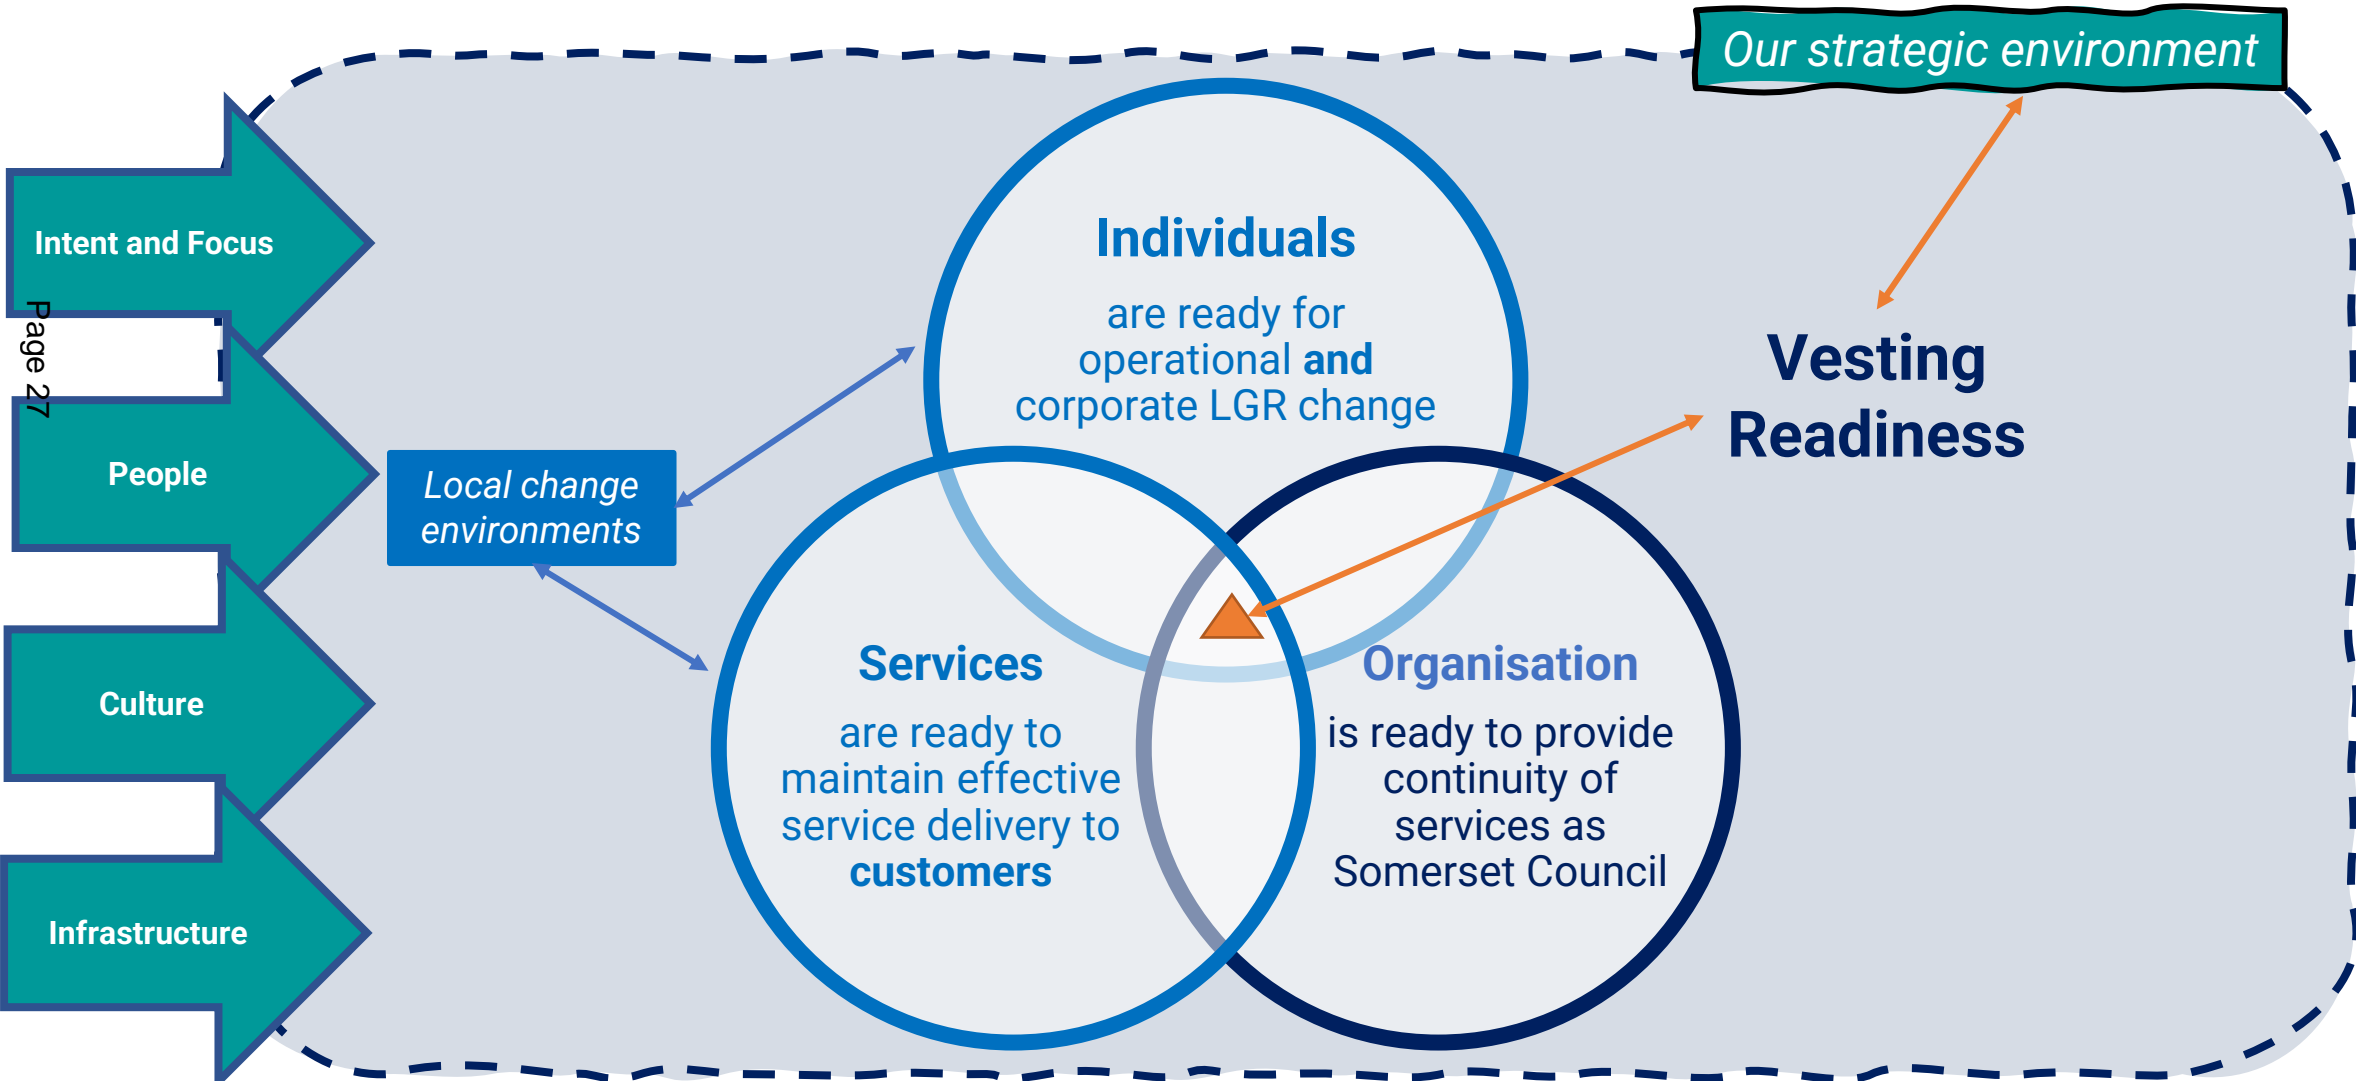 Our strategic environment
Intent and Focus
People
Culture
Infrastructure
Page 27
Local change
environments
Individuals
are ready for
operational and
corporate LGR change
Services
are ready to
maintain effective
service delivery to
customers
Organisation
is ready to provide
continuity of
services as
Somerset Council
Vesting
Readiness